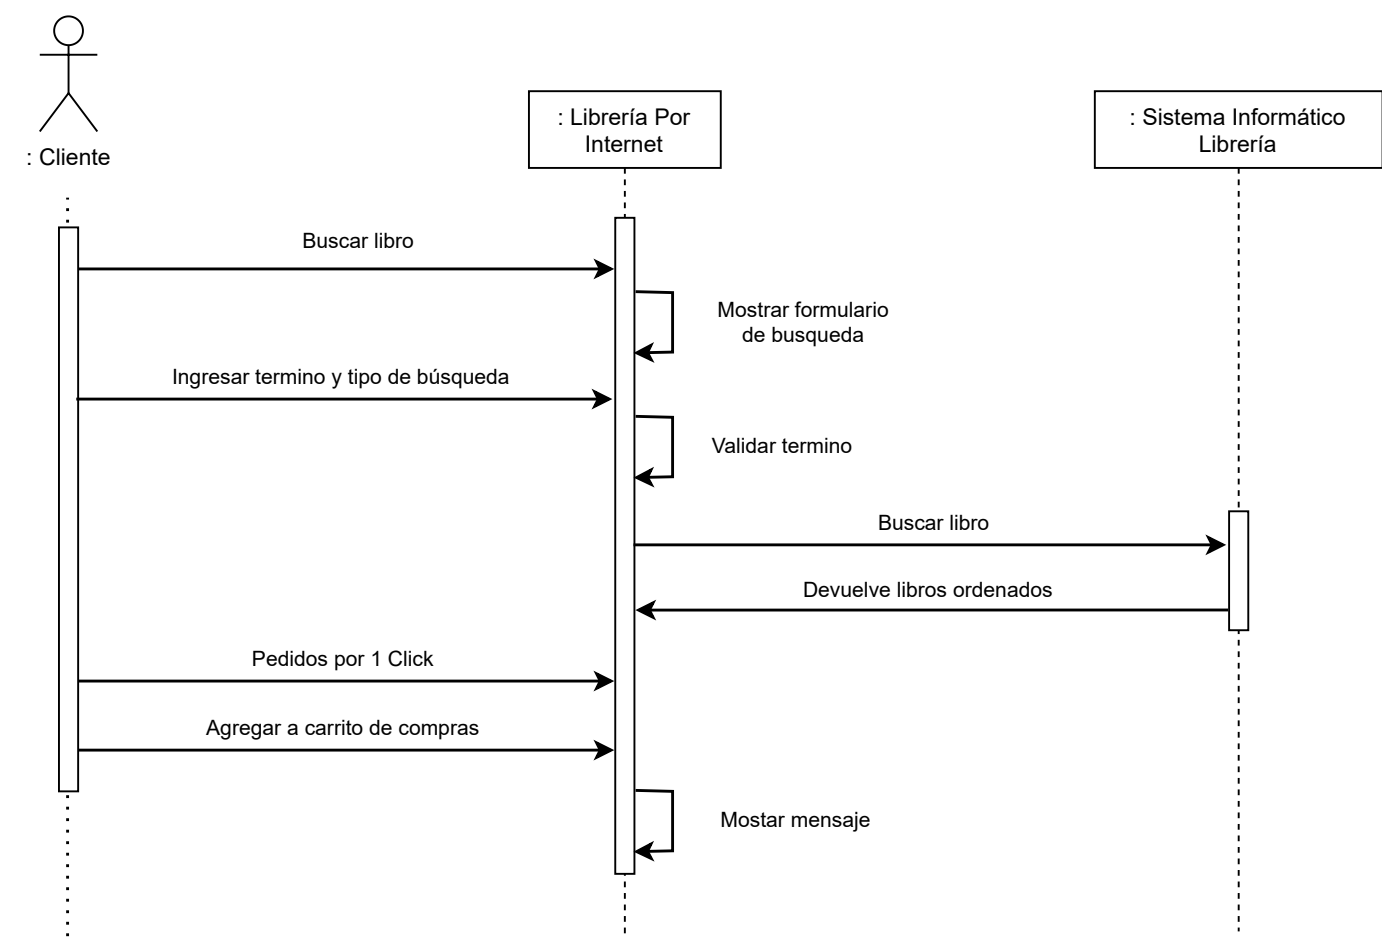 : Cliente
: Librería Por
Internet
: Sistema Informático
Librería
Buscar libro
Mostrar formulario
de busqueda
Ingresar termino y tipo de búsqueda
Validar termino
Buscar libro
Devuelve libros ordenados
Pedidos por 1 Click
Agregar a carrito de compras
Mostar mensaje